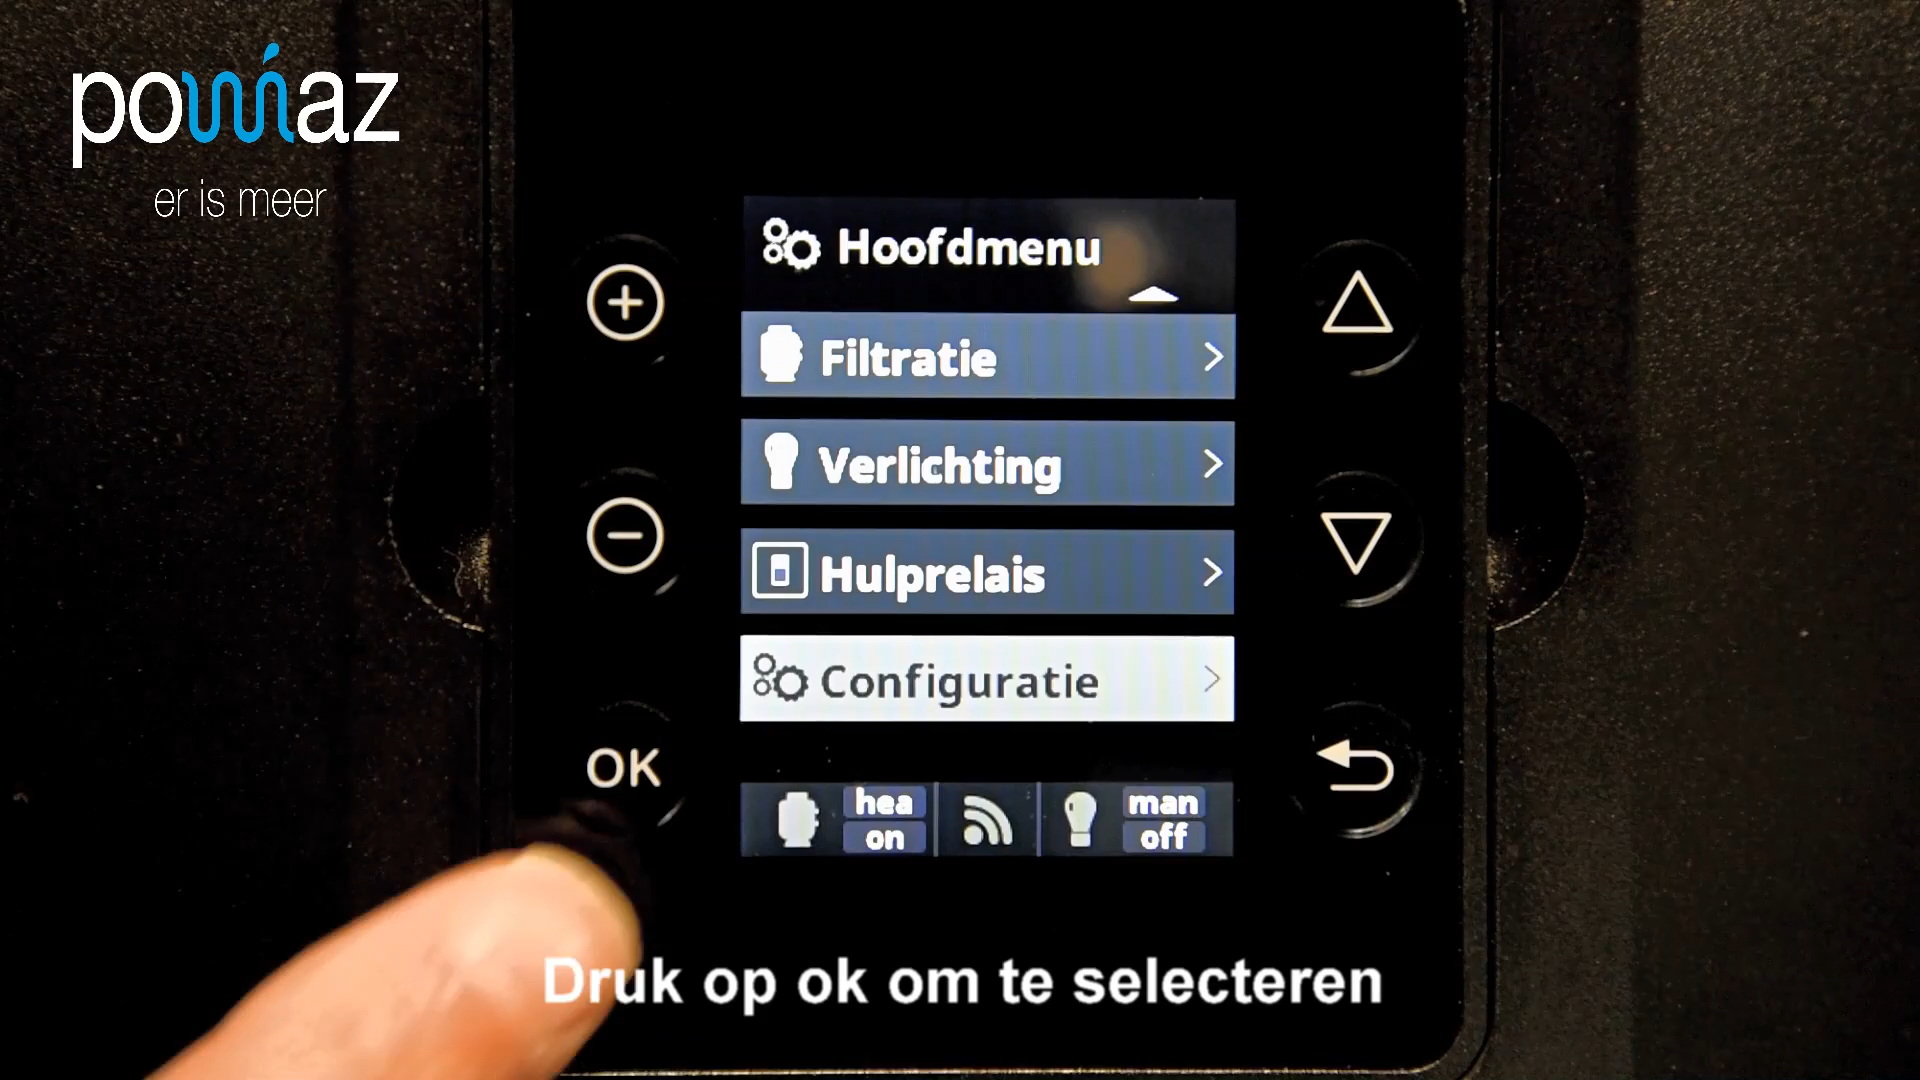 pomaz
er is meer
Hoofdmenu
Filtratie
Verlichting
Hulprelais
Configuratie
OK
hea
on
man
off
Druk op ok om te selecteren